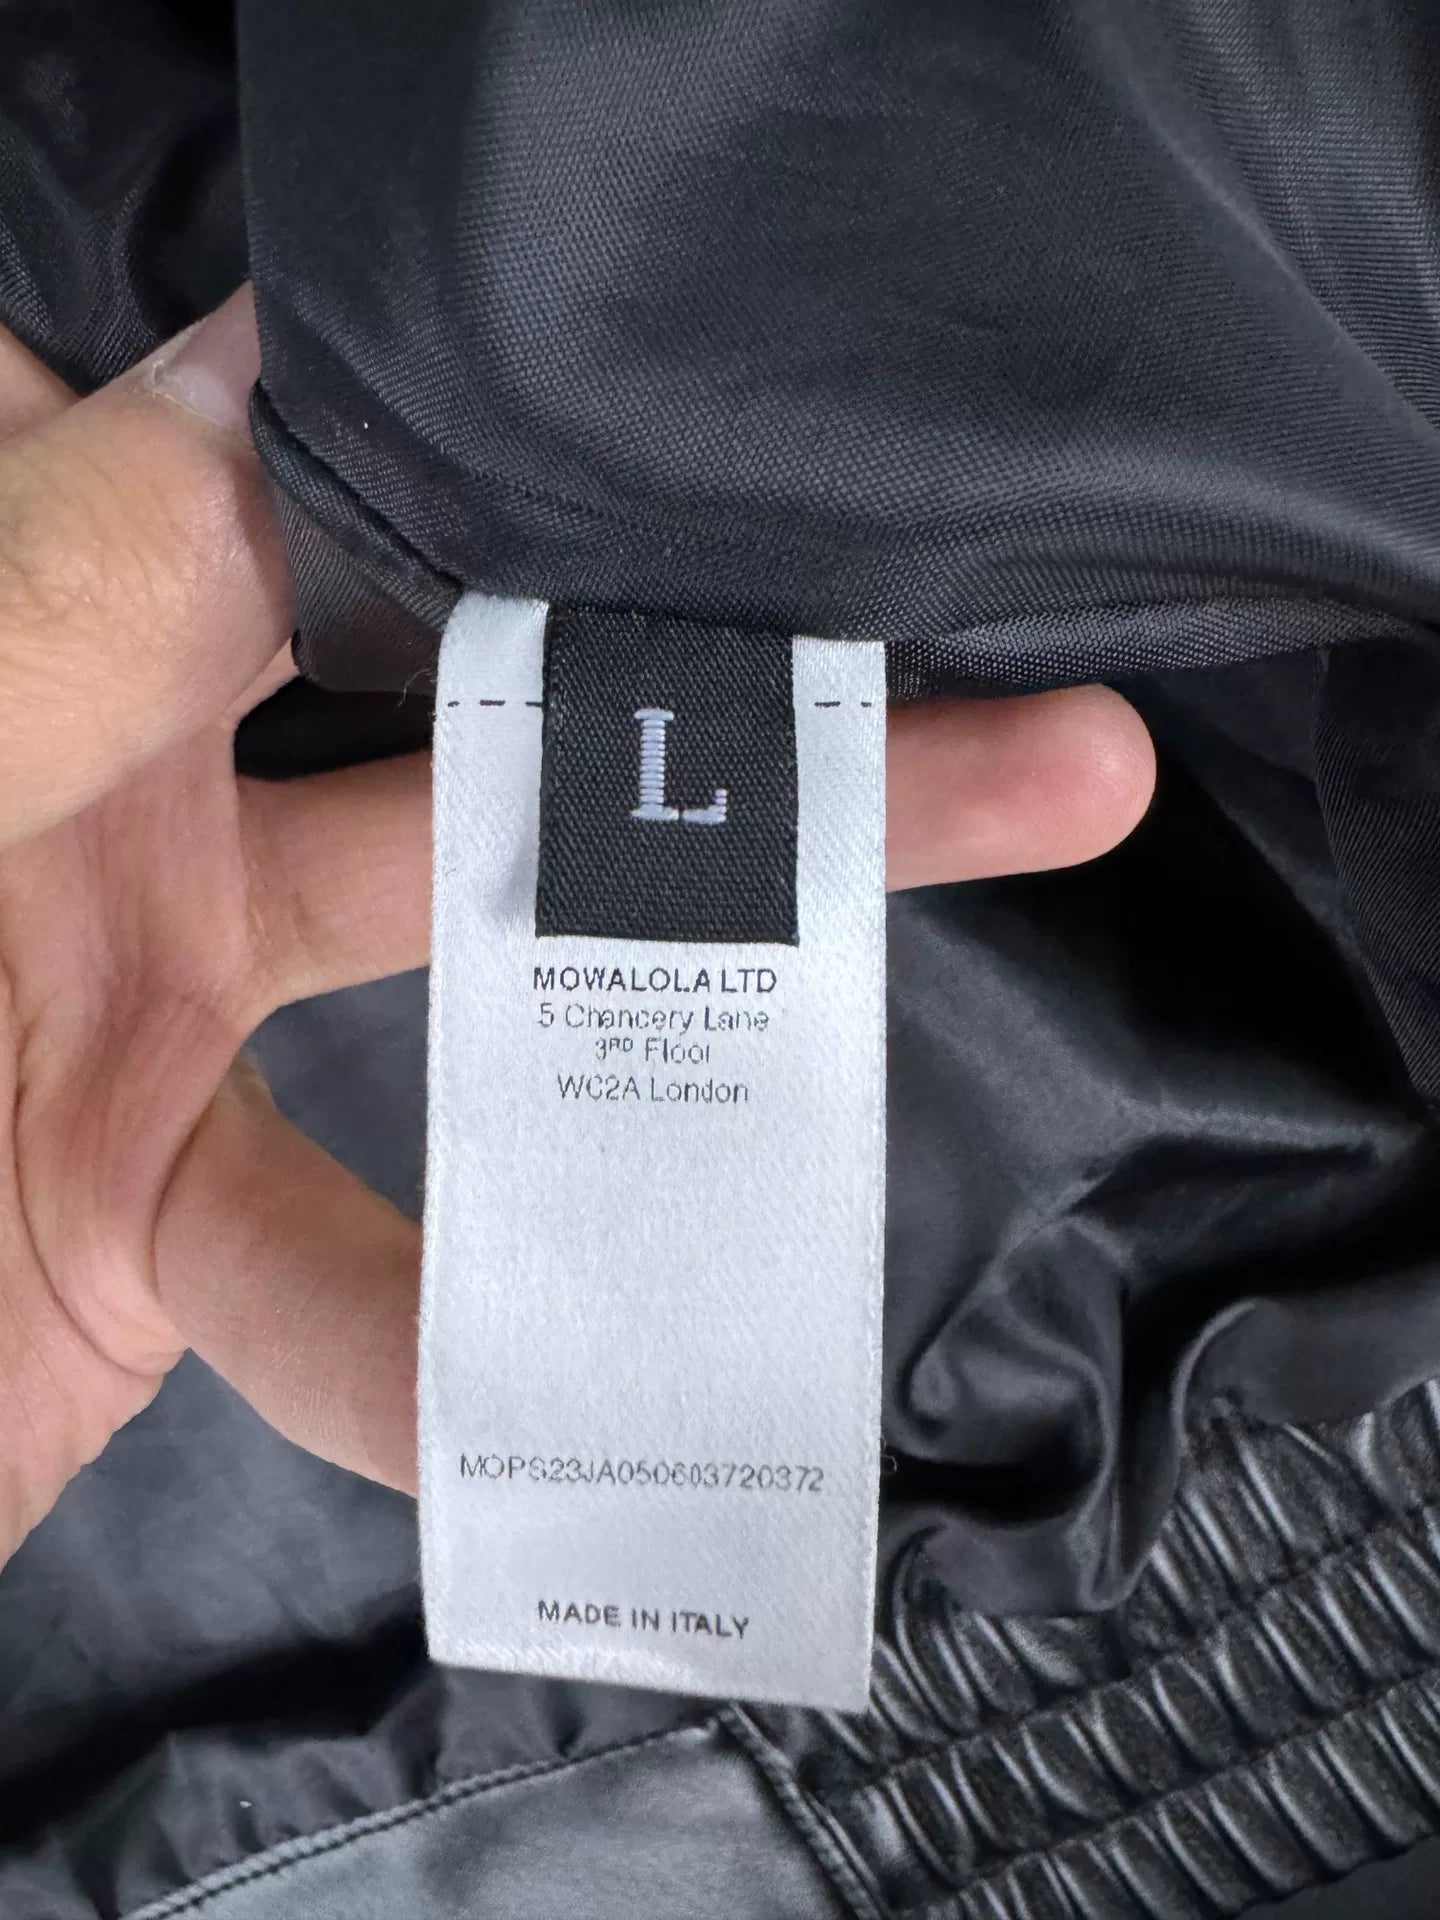 L
MOWALOLA LTD
5 Chancery Lane
3RD Floor
WC2A London
MOPS23JA050603720372
MADE IN ITALY